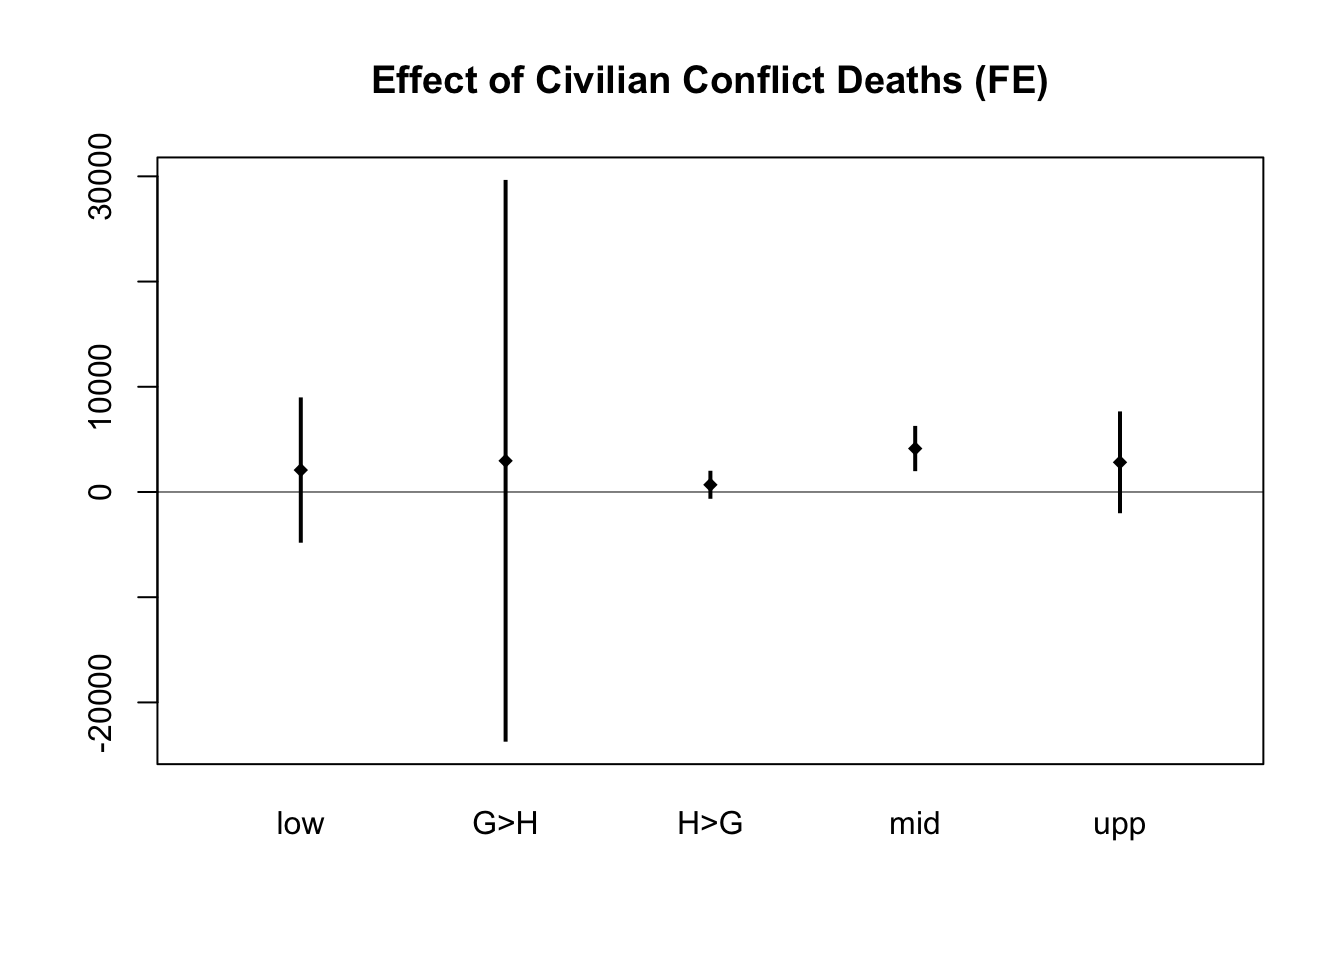 Effect of Civilian Conflict Deaths (FE)
30000
10000
0
-20000
low G>H H>G mid upp